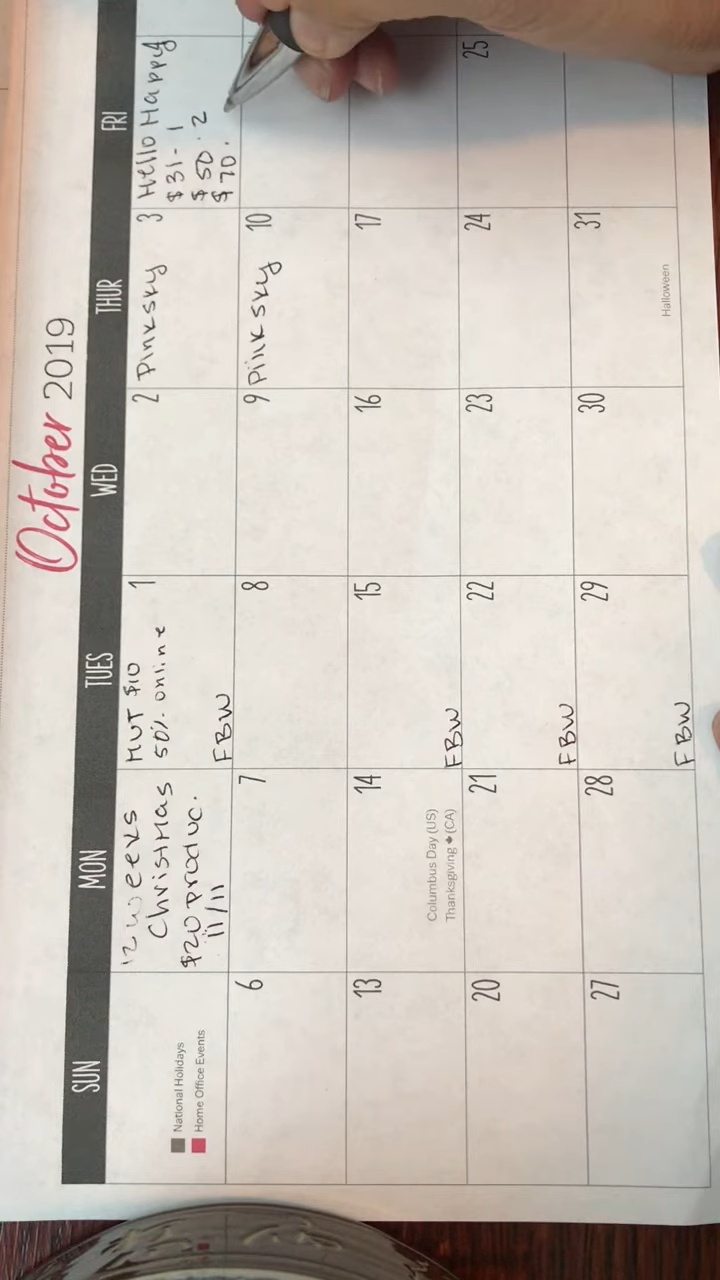 October 2019
SUN MON TUES WED THUR FRI
National Holidays
Home Office Events
12 weeks
Christmas
$20 produc.
11/11
1
HUT $10
50% online
FBW
2
3
Pinksky
Hello Happy
$31 - 1
$50 . 2
$70 .
6
7
8
9
10
Pinksky
13
14
Columbus Day (US)
Thanksgiving (CA)
15
FBW
16
17
20
21
22
FBW
23
24
25
27
28
29
FBW
30
31
Halloween